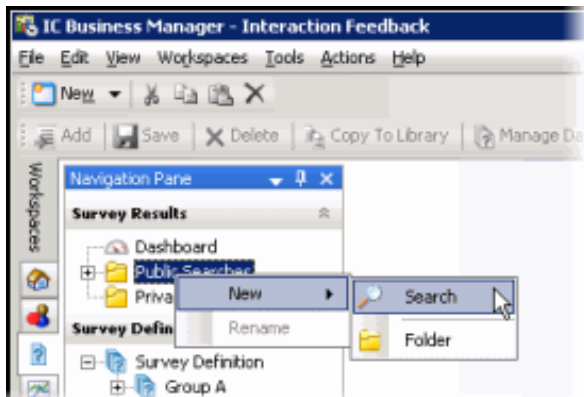 IC Business Manager - Interaction Feedback
File Edit View Workspaces Tools Actions Help
New
Add Save Delete Copy To Library Manage Da
Workspaces
Navigation Pane
Survey Results
Dashboard
Public Searches
Priva
New Search
Rename Folder
Survey Defin
Survey Definition
Group A